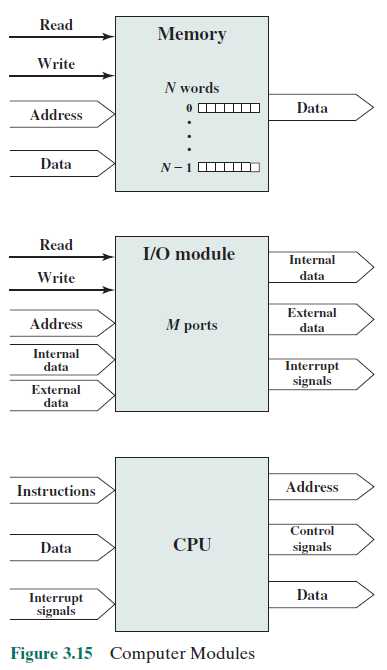 Read
Memory
Write
N words
Address
0
Data
Data
N – 1
Read
I/O module
Internal
data
Write
External
data
Address
M ports
Internal
data
Interrupt
signals
External
data
Instructions
Address
Control
signals
Data
CPU
Interrupt
signals
Data
Figure 3.15 Computer Modules